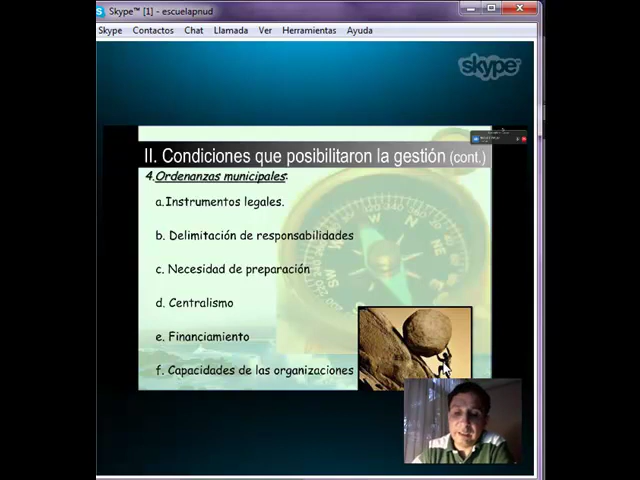 Skype™ [1] - escuelapnud
Skype Contactos Chat Llamada Ver Herramientas Ayuda
skype
II. Condiciones que posibilitaron la gestión (cont.)
4.Ordenanzas municipales:
a.Instrumentos legales.
b. Delimitación de responsabilidades
c. Necesidad de preparación
d. Centralismo
e. Financiamiento
f. Capacidades de las organizaciones